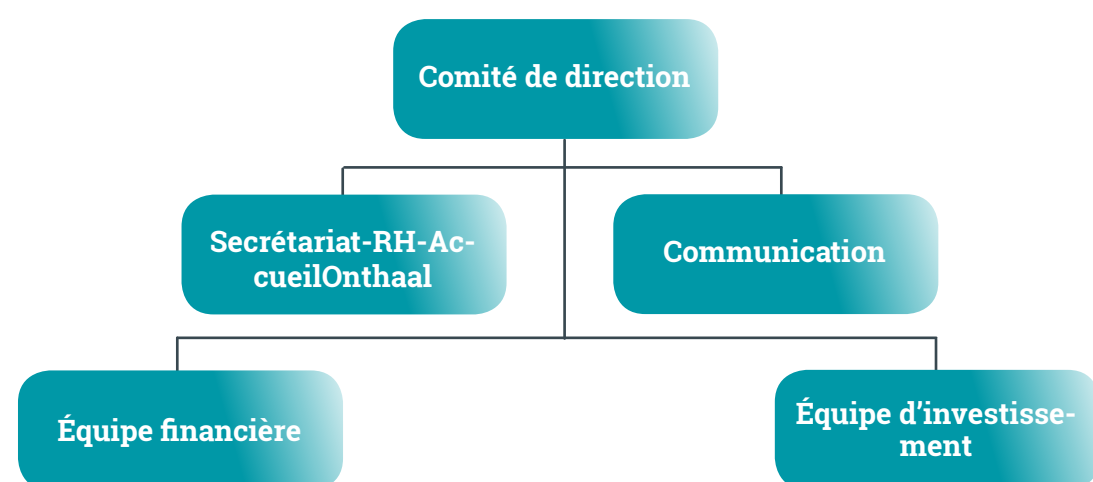 Comité de direction
Secrétariat-RH-Ac-
cueilOnthaal
Communication
Équipe financière
Équipe d’investisse-
ment